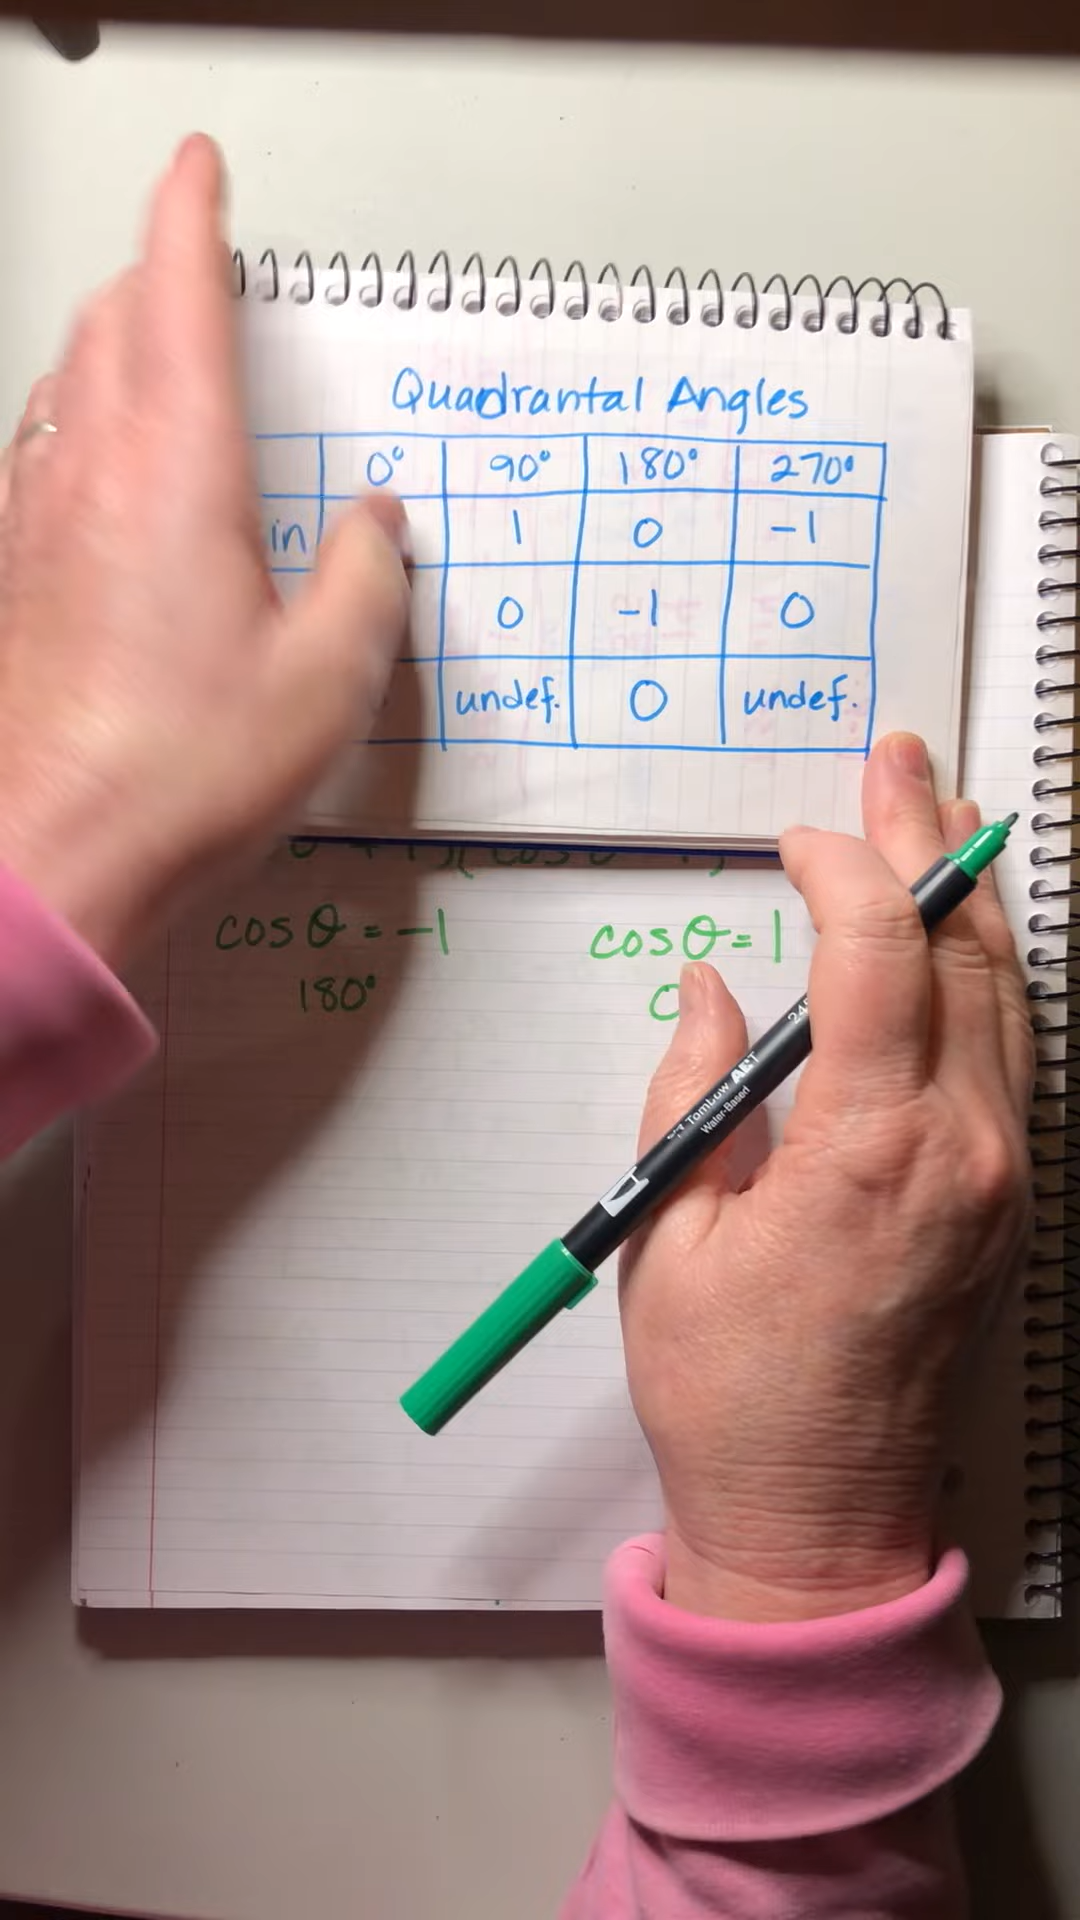 Quadrantal Angles
0° 90° 180° 270°
in 1 0 -1
0 -1 0
undef. 0 undef.
cos θ = -1 cos θ = 1
180°
Tombow ABT
Water-Based